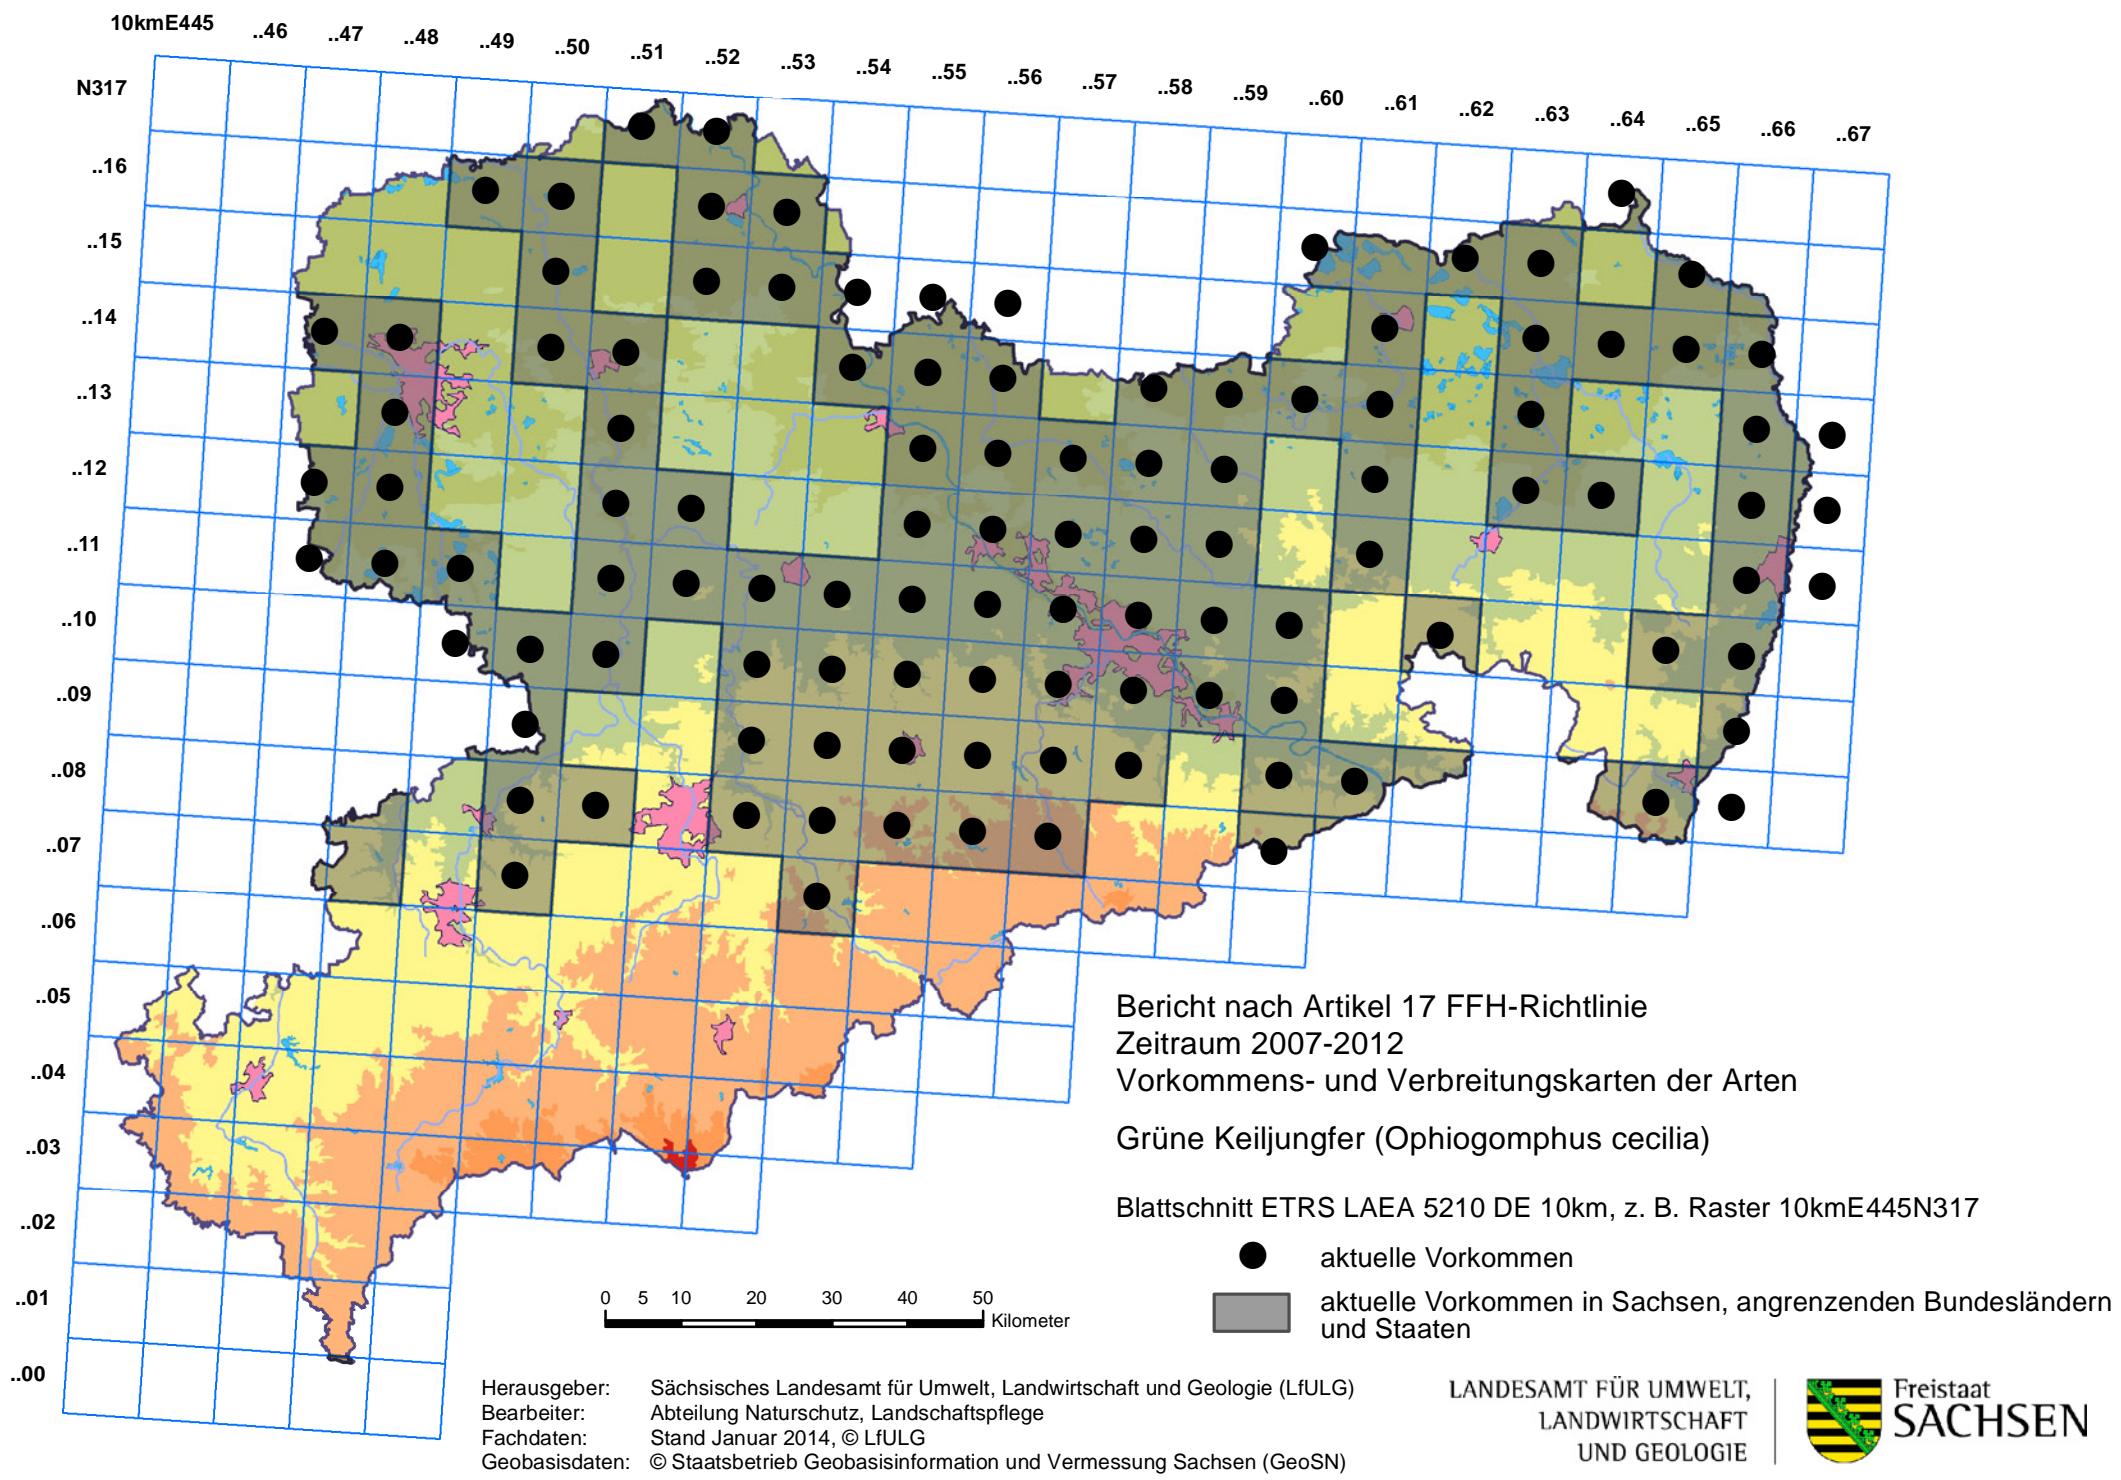 10kmE445 ..46 ..47 ..48 ..49 ..50 ..51 ..52 ..53 ..54 ..55 ..56 ..57 ..58 ..59 ..60 ..61 ..62 ..63 ..64 ..65 ..66 ..67
N317
..16
..15
..14
..13
..12
..11
..10
..09
..08
..07
..06
..05
..04
..03
..02
..01
..00
Bericht nach Artikel 17 FFH-Richtlinie
Zeitraum 2007-2012
Vorkommens- und Verbreitungskarten der Arten
Grüne Keiljungfer (Ophiogomphus cecilia)
Blattschnitt ETRS LAEA 5210 DE 10km, z. B. Raster 10kmE445N317
aktuelle Vorkommen
aktuelle Vorkommen in Sachsen, angrenzenden Bundesländern
und Staaten
0 5 10 20 30 40 50
Kilometer
Herausgeber: Sächsisches Landesamt für Umwelt, Landwirtschaft und Geologie (LfULG)
Bearbeiter: Abteilung Naturschutz, Landschaftspflege
Fachdaten: Stand Januar 2014, © LfULG
Geobasisdaten: © Staatsbetrieb Geobasisinformation und Vermessung Sachsen (GeoSN)
LANDESAMT FÜR UMWELT,
LANDWIRTSCHAFT
UND GEOLOGIE
Freistaat
SACHSEN